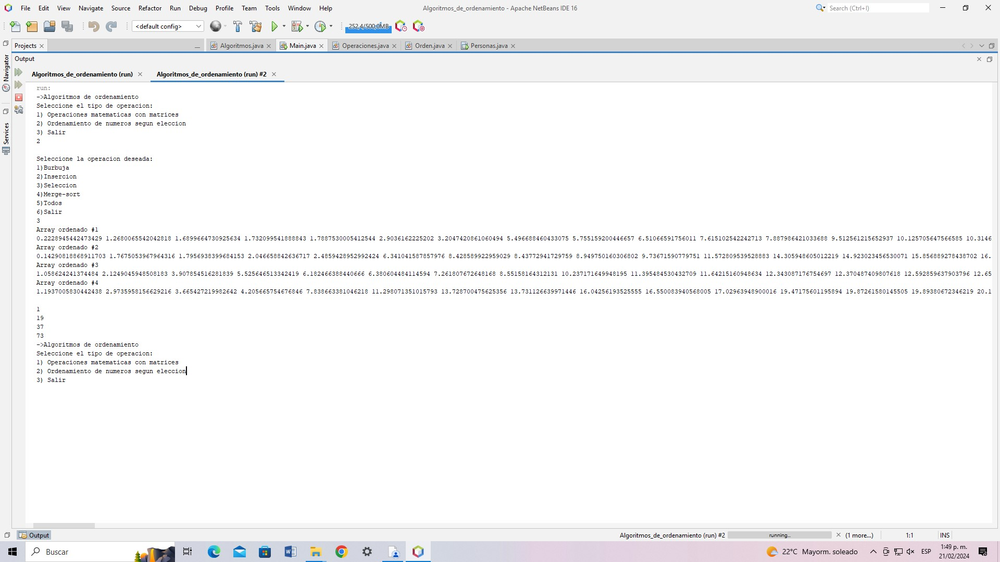 File Edit View Navigate Source Refactor Run Debug Profile Team Tools Window Help
Algoritmos_de_ordenamiento - Apache NetBeans IDE 16
Search (Ctrl+I)
<default config>
252,4/500,0MB
Projects
Algoritmos.java
Main.java
Operaciones.java
Orden.java
Personas.java
Navigator
Services
Output
Algoritmos_de_ordenamiento (run)
Algoritmos_de_ordenamiento (run) #2
run:
->Algoritmos de ordenamiento
Seleccione el tipo de operacion:
1) Operaciones matematicas con matrices
2) Ordenamiento de numeros segun eleccion
3) Salir
2
Seleccione la operacion deseada:
1)Burbuja
2)Insercion
3)Seleccion
4)Merge-sort
5)Todos
6)Salir
3
Array ordenado #1
0.2228945442473429 1.2680065542042818 1.6899664730925634 1.732099541888843 1.7887530005412544 2.9036162225202 3.2047420861060494 5.496688460433075 5.755159200446657 6.51066591756011 7.615102542242713 7.887986421033688 9.512561215652937 10.125705647566585 10.3146
Array ordenado #2
0.14290818868911703 1.7675053967964316 1.7956938399684153 2.046658842636717 2.4859428952992424 6.341041587857976 8.428589922959029 8.43772941729759 8.949750160306802 9.73671590779751 11.572809539528883 14.305948605012219 14.923023456530071 15.856889278438702 16.
Array ordenado #3
1.058624241374484 2.1249045948508183 3.907854516281839 5.525646513342419 6.182466388440666 6.380604484114594 7.261807672648168 8.55158164312131 10.237171649948195 11.395484530432709 11.64215160948634 12.343087176754697 12.370487409807618 12.592859637903796 12.65
Array ordenado #4
1.1937005830442438 2.9735958156629216 3.665427219982642 4.205665754676846 7.838663381046218 11.298071351015793 13.728700475625356 13.731126639971446 16.04256193525555 16.550083940568005 17.02963948900016 19.47175601195894 19.87261580145505 19.89380672346219 20.1
1
19
37
73
->Algoritmos de ordenamiento
Seleccione el tipo de operacion:
1) Operaciones matematicas con matrices
2) Ordenamiento de numeros segun eleccion
3) Salir
Output
Algoritmos_de_ordenamiento (run) #2
running...
(1 more...)
1:1
INS
Buscar
22°C Mayorm. soleado
ESP
1:49 p. m.
21/02/2024